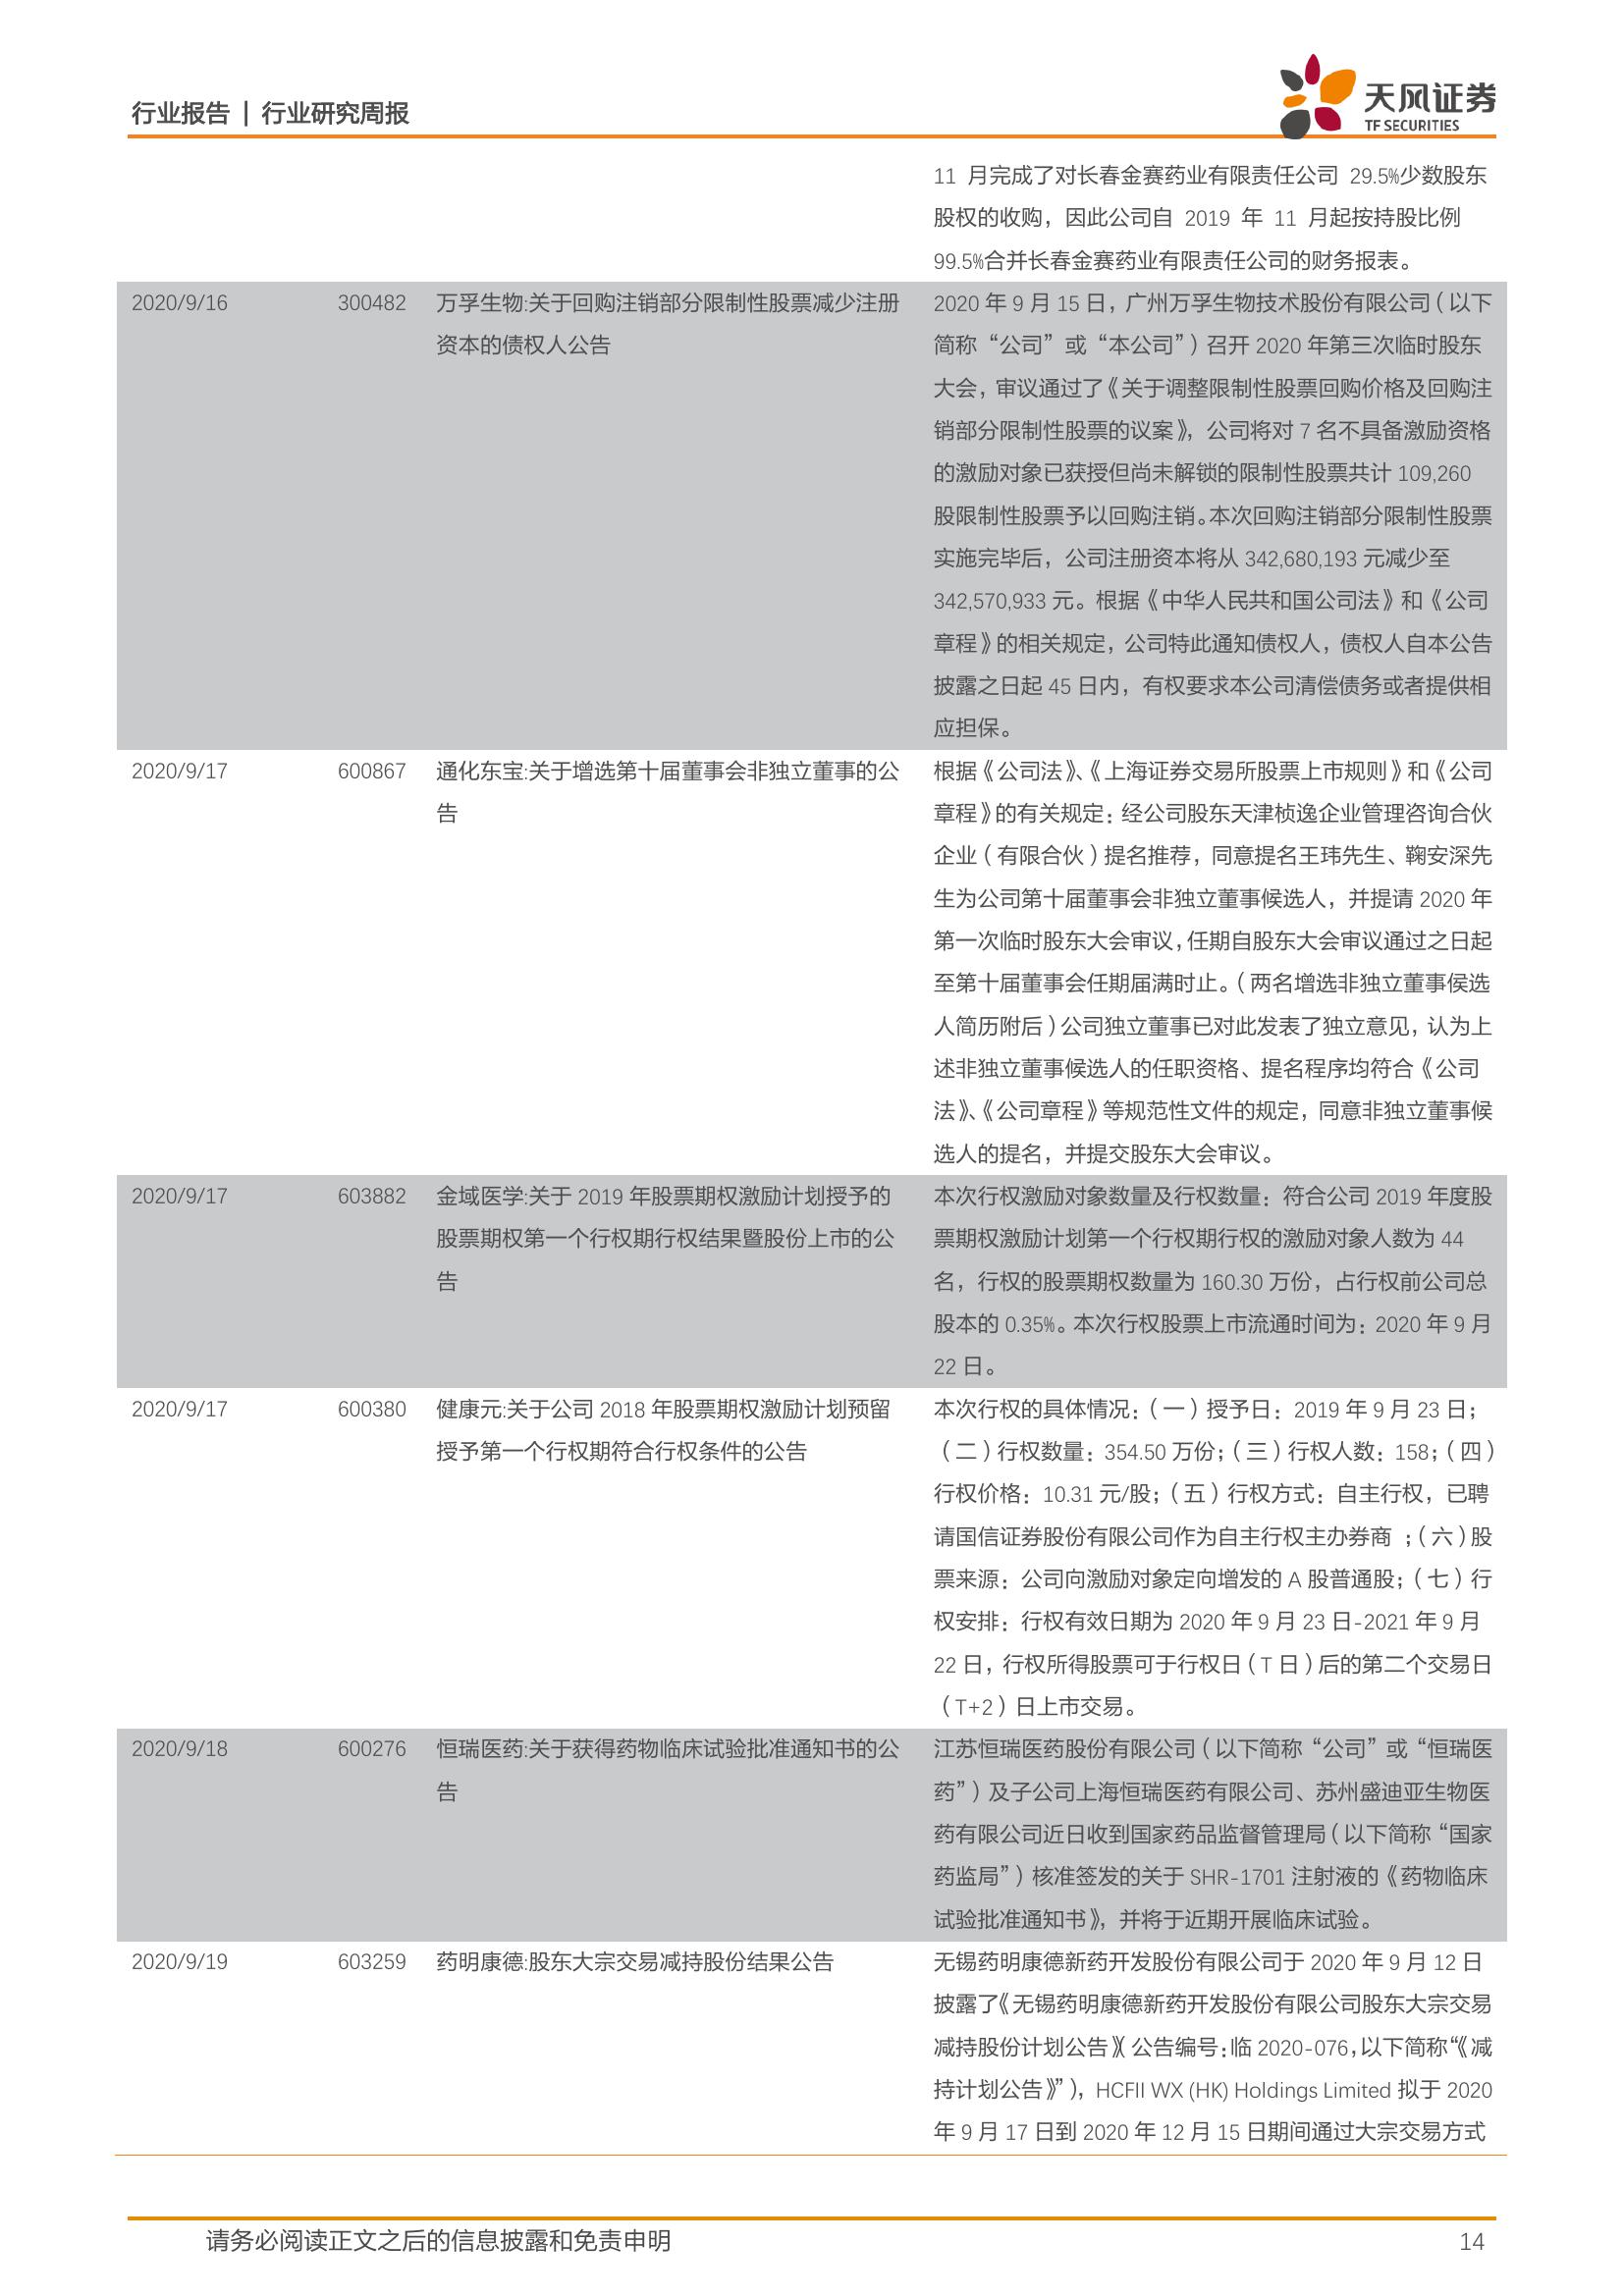 行业报告 | 行业研究周报
天风证券
TF SECURITIES
11 月完成了对长春金赛药业有限责任公司 29.5%少数股东
股权的收购，因此公司自 2019 年 11 月起按持股比例
99.5%合并长春金赛药业有限责任公司的财务报表。
2020/9/16 300482 万孚生物:关于回购注销部分限制性股票减少注册
资本的债权人公告
2020 年 9 月 15 日，广州万孚生物技术股份有限公司（以下
简称“公司”或“本公司”）召开 2020 年第三次临时股东
大会，审议通过了《关于调整限制性股票回购价格及回购注
销部分限制性股票的议案》，公司将对 7 名不具备激励资格
的激励对象已获授但尚未解锁的限制性股票共计 109,260
股限制性股票予以回购注销。本次回购注销部分限制性股票
实施完毕后，公司注册资本将从 342,680,193 元减少至
342,570,933 元。根据《中华人民共和国公司法》和《公司
章程》的相关规定，公司特此通知债权人，债权人自本公告
披露之日起 45 日内，有权要求本公司清偿债务或者提供相
应担保。
2020/9/17 600867 通化东宝:关于增选第十届董事会非独立董事的公
告
根据《公司法》、《上海证券交易所股票上市规则》和《公司
章程》的有关规定；经公司股东天津桢逸企业管理咨询合伙
企业（有限合伙）提名推荐，同意提名王玮先生、鞠安深先
生为公司第十届董事会非独立董事候选人，并提请 2020 年
第一次临时股东大会审议，任期自股东大会审议通过之日起
至第十届董事会任期届满时止。（两名增选非独立董事侯选
人简历附后）公司独立董事已对此发表了独立意见，认为上
述非独立董事候选人的任职资格、提名程序均符合《公司
法》、《公司章程》等规范性文件的规定，同意非独立董事候
选人的提名，并提交股东大会审议。
2020/9/17 603882 金域医学:关于 2019 年股票期权激励计划授予的
股票期权第一个行权期行权结果暨股份上市的公
告
本次行权激励对象数量及行权数量：符合公司 2019 年度股
票期权激励计划第一个行权期行权的激励对象人数为 44
名，行权的股票期权数量为 160.30 万份，占行权前公司总
股本的 0.35%。本次行权股票上市流通时间为：2020 年 9 月
22 日。
2020/9/17 600380 健康元:关于公司 2018 年股票期权激励计划预留
授予第一个行权期符合行权条件的公告
本次行权的具体情况：（一）授予日：2019 年 9 月 23 日；
（二）行权数量：354.50 万份；（三）行权人数：158；（四）
行权价格：10.31 元/股；（五）行权方式：自主行权，已聘
请国信证券股份有限公司作为自主行权主办券商 ；（六）股
票来源：公司向激励对象定向增发的 A 股普通股；（七）行
权安排：行权有效日期为 2020 年 9 月 23 日-2021 年 9 月
22 日，行权所得股票可于行权日（T 日）后的第二个交易日
（T+2）日上市交易。
2020/9/18 600276 恒瑞医药:关于获得药物临床试验批准通知书的公
告
江苏恒瑞医药股份有限公司（以下简称“公司”或“恒瑞医
药”）及子公司上海恒瑞医药有限公司、苏州盛迪亚生物医
药有限公司近日收到国家药品监督管理局（以下简称“国家
药监局”）核准签发的关于 SHR-1701 注射液的《药物临床
试验批准通知书》，并将于近期开展临床试验。
2020/9/19 603259 药明康德:股东大宗交易减持股份结果公告
无锡药明康德新药开发股份有限公司于 2020 年 9 月 12 日
披露了《无锡药明康德新药开发股份有限公司股东大宗交易
减持股份计划公告》（公告编号：临 2020-076，以下简称“《减
持计划公告》”），HCFII WX (HK) Holdings Limited 拟于 2020
年 9 月 17 日到 2020 年 12 月 15 日期间通过大宗交易方式
请务必阅读正文之后的信息披露和免责申明 14